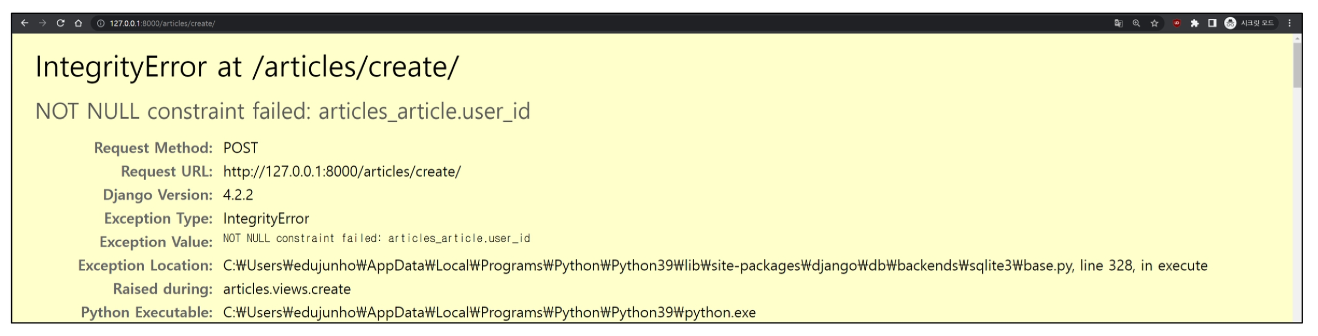 127.0.0.1:8000/articles/create/
시크릿 모드
IntegrityError at /articles/create/
NOT NULL constraint failed: articles_article.user_id
Request Method: POST
Request URL: http://127.0.0.1:8000/articles/create/
Django Version: 4.2.2
Exception Type: IntegrityError
Exception Value: NOT NULL constraint failed: articles_article.user_id
Exception Location: C:₩Users₩edujunho₩AppData₩Local₩Programs₩Python₩Python39₩lib₩site-packages₩django₩db₩backends₩sqlite3₩base.py, line 328, in execute
Raised during: articles.views.create
Python Executable: C:₩Users₩edujunho₩AppData₩Local₩Programs₩Python₩Python39₩python.exe